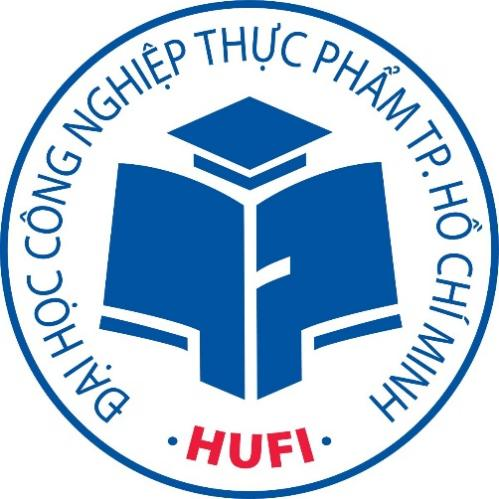 ĐẠI HỌC CÔNG NGHIỆP THỰC PHẨM TP. HỒ CHÍ MINH
· HUFI ·